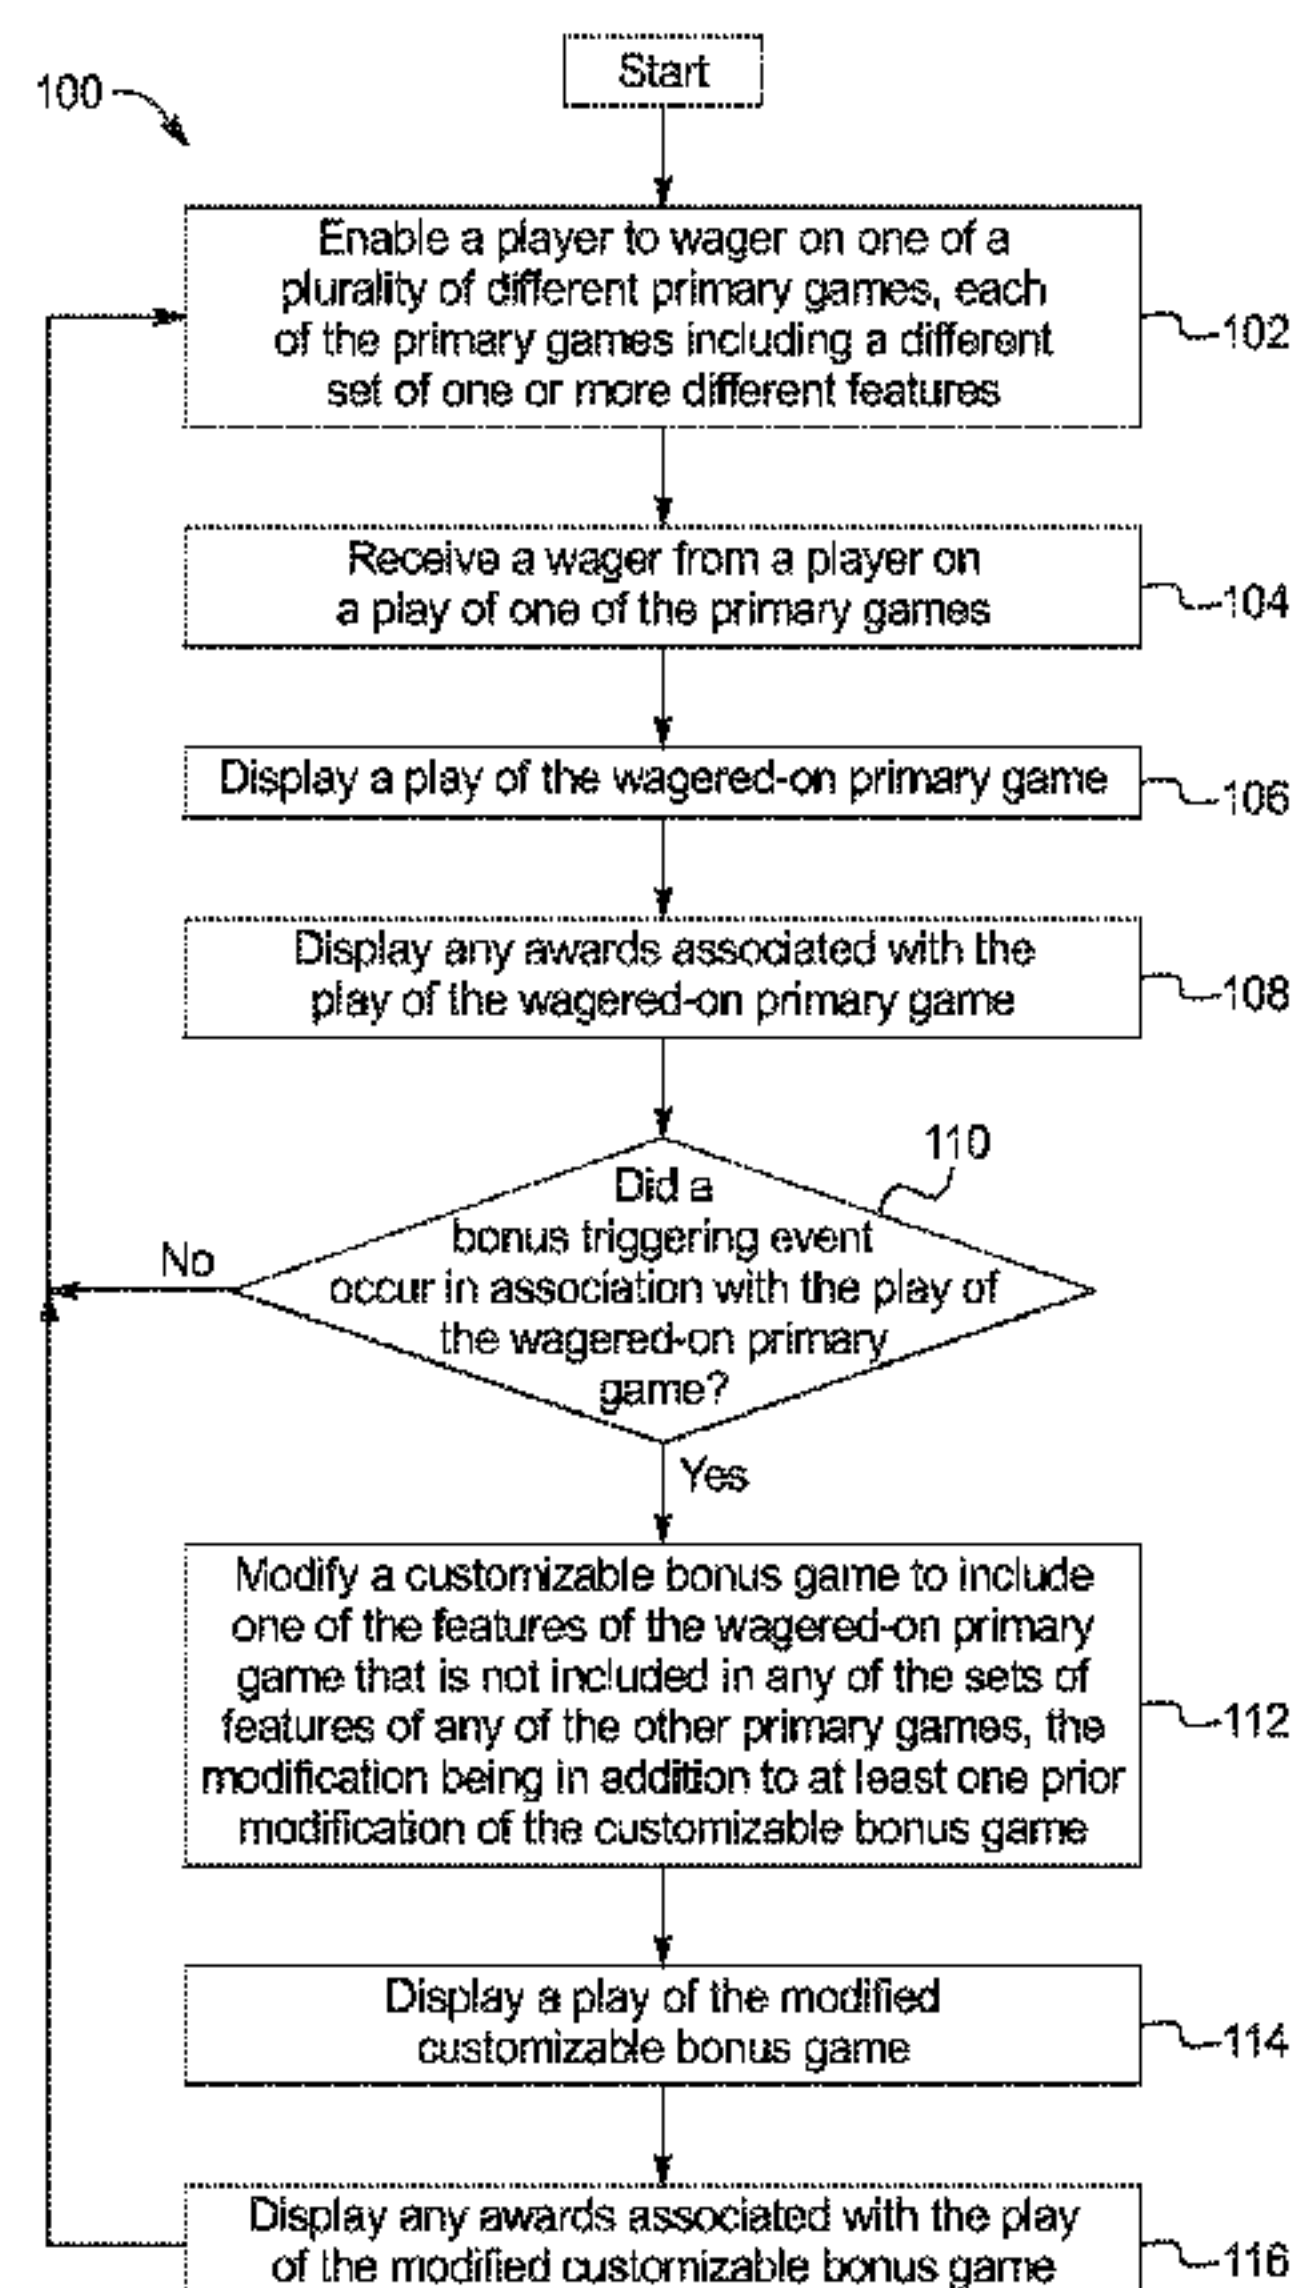 Start
100
Enable a player to wager on one of a
plurality of different primary games, each
of the primary games including a different
set of one or more different features
102
Receive a wager from a player on
a play of one of the primary games
104
Display a play of the wagered-on primary game
106
Display any awards associated with the
play of the wagered-on primary game
108
110
Did a
bonus triggering event
occur in association with the play of
the wagered-on primary
game?
No
Yes
Modify a customizable bonus game to include
one of the features of the wagered-on primary
game that is not included in any of the sets of
features of any of the other primary games, the
modification being in addition to at least one prior
modification of the customizable bonus game
112
Display a play of the modified
customizable bonus game
114
Display any awards associated with the play
of the modified customizable bonus game
116